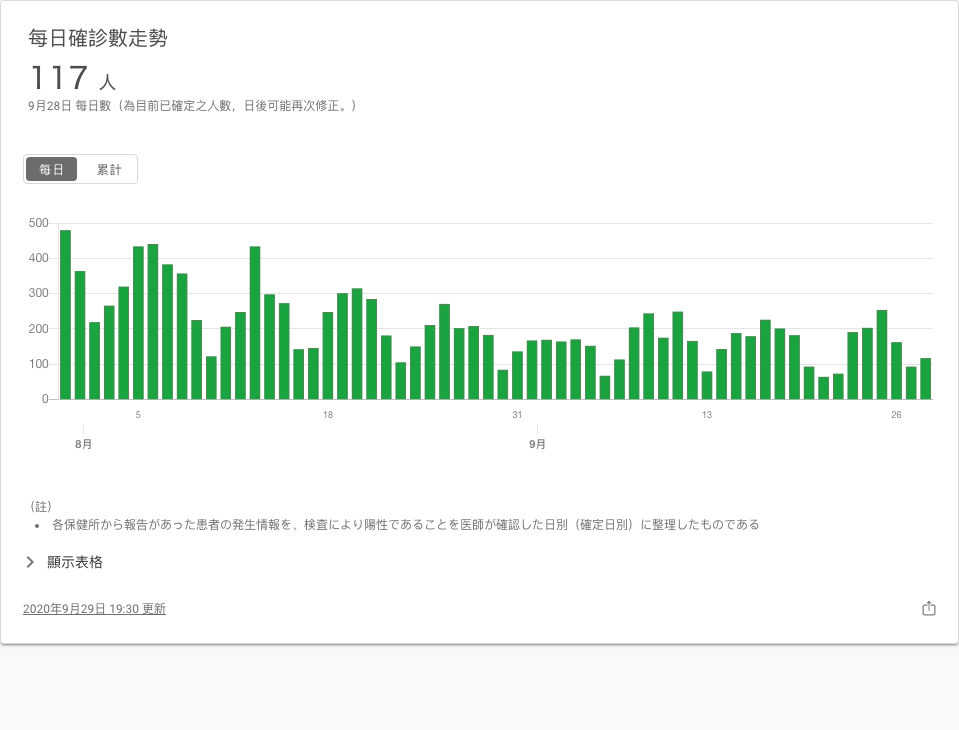 每日確診數走勢
117 人
9月28日 每日數（為目前已確定之人數，日後可能再次修正。）
每日 累計
500
400
300
200
100
0
5 18 31 13 26
8月 9月
（註）
• 各保健所から報告があった患者の発生情報を、検査により陽性であることを医師が確認した日別（確定日別）に整理したものである
顯示表格
2020年9月29日 19:30 更新